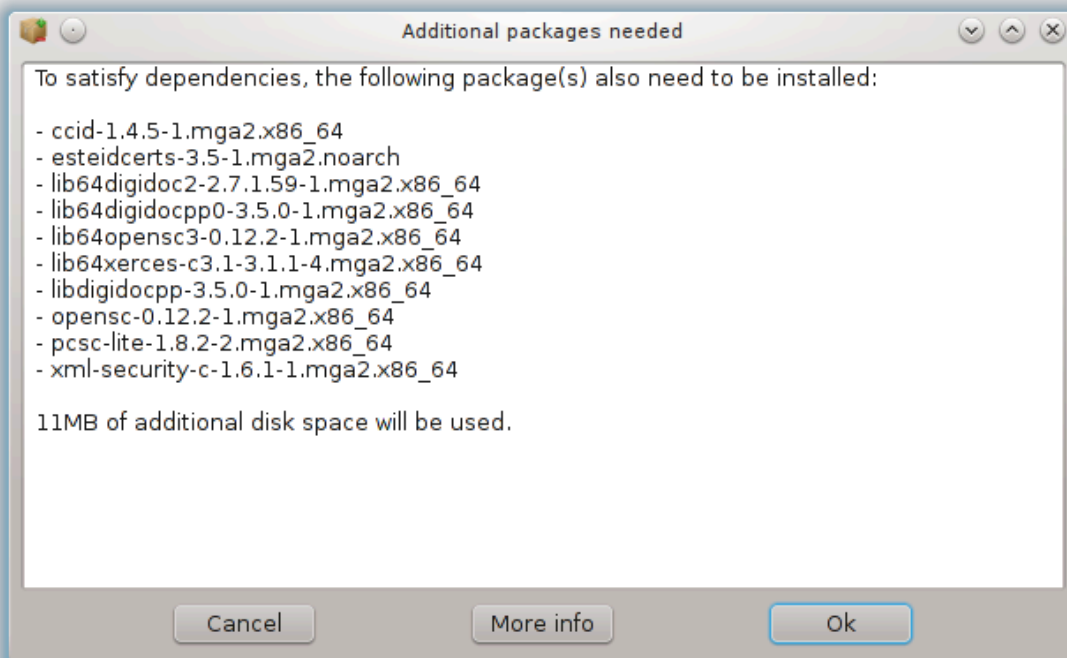 Additional packages needed
To satisfy dependencies, the following package(s) also need to be installed:
- ccid-1.4.5-1.mga2.x86_64
- esteidcerts-3.5-1.mga2.noarch
- lib64digidoc2-2.7.1.59-1.mga2.x86_64
- lib64digidocpp0-3.5.0-1.mga2.x86_64
- lib64opensc3-0.12.2-1.mga2.x86_64
- lib64xerces-c3.1-3.1.1-4.mga2.x86_64
- libdigidocpp-3.5.0-1.mga2.x86_64
- opensc-0.12.2-1.mga2.x86_64
- pcsc-lite-1.8.2-2.mga2.x86_64
- xml-security-c-1.6.1-1.mga2.x86_64
11MB of additional disk space will be used.
Cancel More info Ok